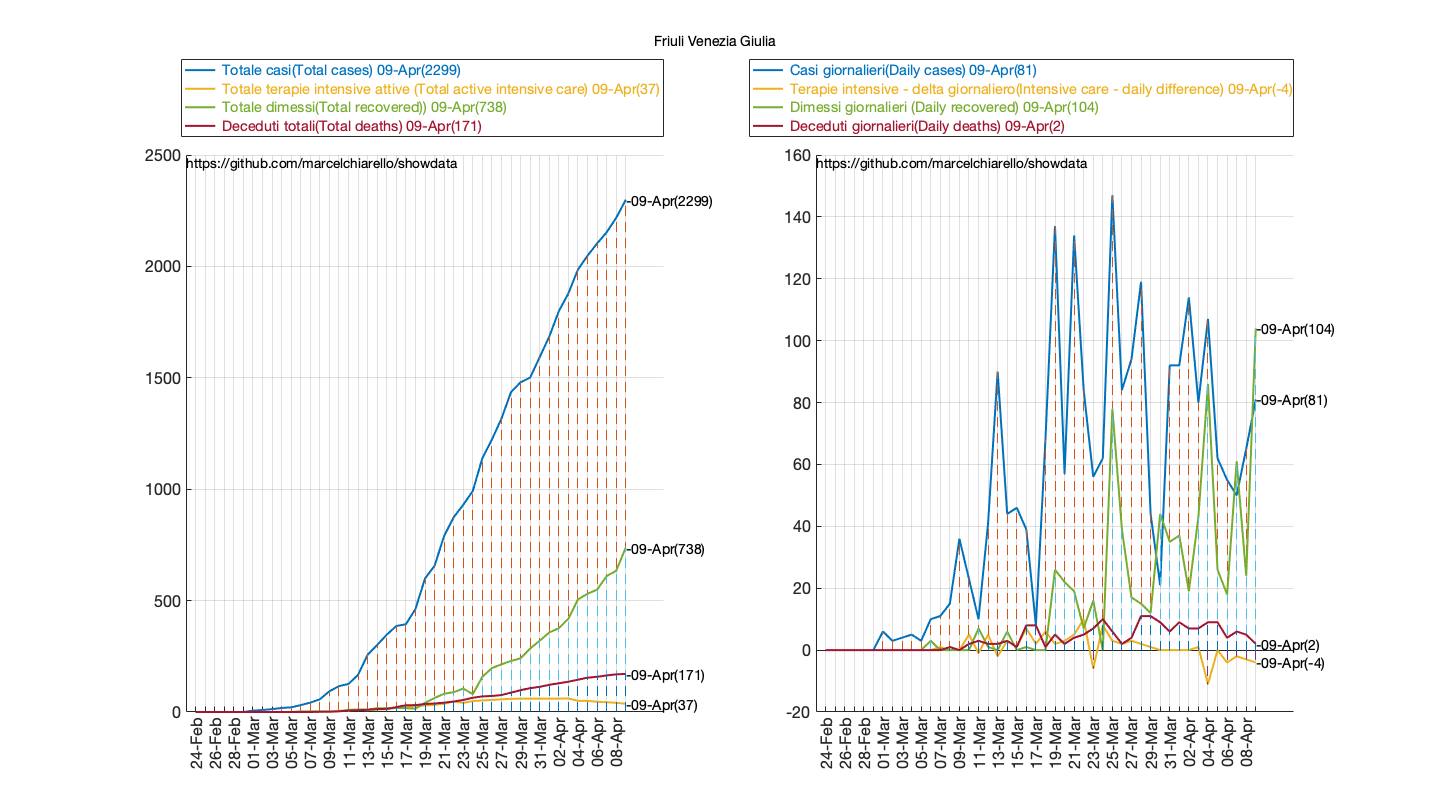 Friuli Venezia Giulia
Totale casi(Total cases) 09-Apr(2299)
Totale terapie intensive attive (Total active intensive care) 09-Apr(37)
Totale dimessi(Total recovered)) 09-Apr(738)
Deceduti totali(Total deaths) 09-Apr(171)
2500
2000
1500
1000
500
0
https://github.com/marcelchiarello/showdata
-09-Apr(2299)
-09-Apr(738)
-09-Apr(171)
-09-Apr(37)
24-Feb
26-Feb
28-Feb
01-Mar
03-Mar
05-Mar
07-Mar
09-Mar
11-Mar
13-Mar
15-Mar
17-Mar
19-Mar
21-Mar
23-Mar
25-Mar
27-Mar
29-Mar
31-Mar
02-Apr
04-Apr
06-Apr
08-Apr
Casi giornalieri(Daily cases) 09-Apr(81)
Terapie intensive - delta giornaliero(Intensive care - daily difference) 09-Apr(-4)
Dimessi giornalieri (Daily recovered) 09-Apr(104)
Deceduti giornalieri(Daily deaths) 09-Apr(2)
160
140
120
100
80
60
40
20
0
-20
https://github.com/marcelchiarello/showdata
-09-Apr(104)
-09-Apr(81)
-09-Apr(2)
-09-Apr(-4)
24-Feb
26-Feb
28-Feb
01-Mar
03-Mar
05-Mar
07-Mar
09-Mar
11-Mar
13-Mar
15-Mar
17-Mar
19-Mar
21-Mar
23-Mar
25-Mar
27-Mar
29-Mar
31-Mar
02-Apr
04-Apr
06-Apr
08-Apr